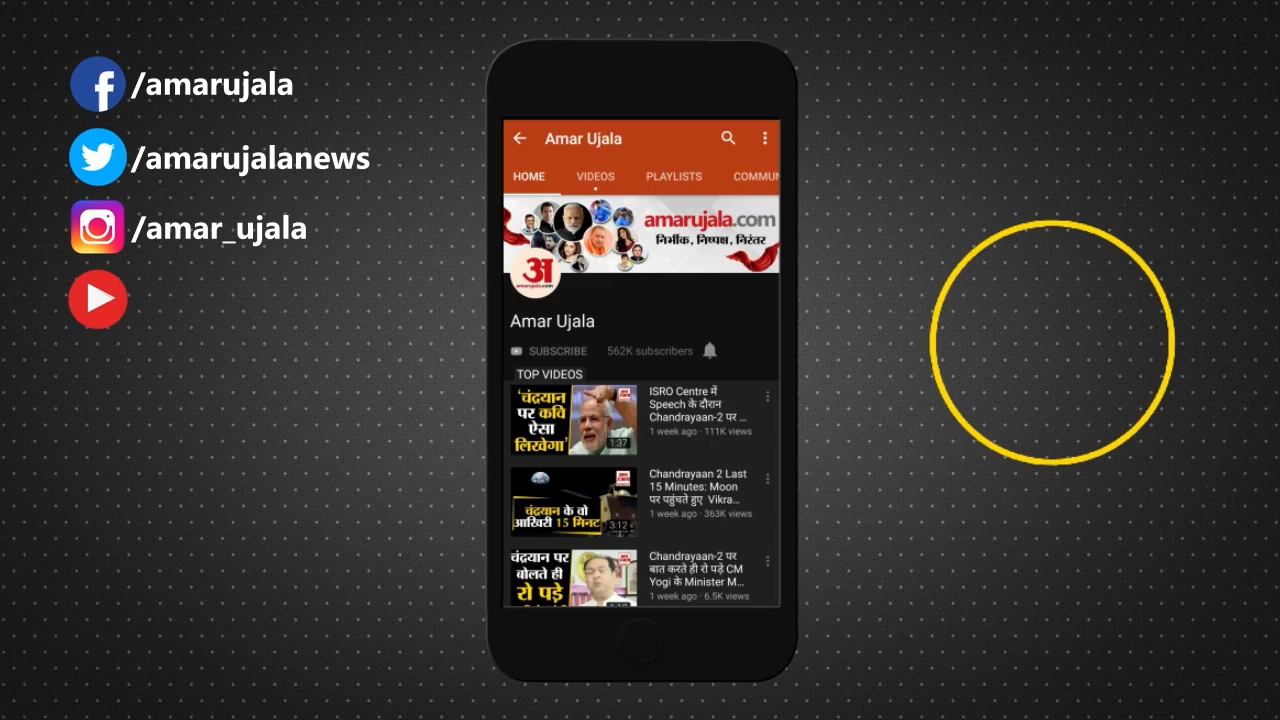 /amarujala
/amarujalanews
/amar_ujala
Amar Ujala
HOME VIDEOS PLAYLISTS COMMUN
amarujala.com
निर्भीक, निष्पक्ष, निरंतर
अ
amarujala.com
Amar Ujala
SUBSCRIBE 562K subscribers
TOP VIDEOS
'चंद्रयान
पर कवि
ऐसा
लिखेगा'
1:37
ISRO Centre में
Speech के दौरान
Chandrayaan-2 पर ...
1 week ago · 111K views
चंद्रयान के वो
आखिरी 15 मिनट
3:12
Chandrayaan 2 Last
15 Minutes: Moon
पर पहुंचते हुए Vikra...
1 week ago · 363K views
चंद्रयान पर
बोलते ही
रो पड़े
Chandrayaan-2 पर
बात करते ही रो पड़े CM
Yogi के Minister M...
1 week ago · 6.5K views